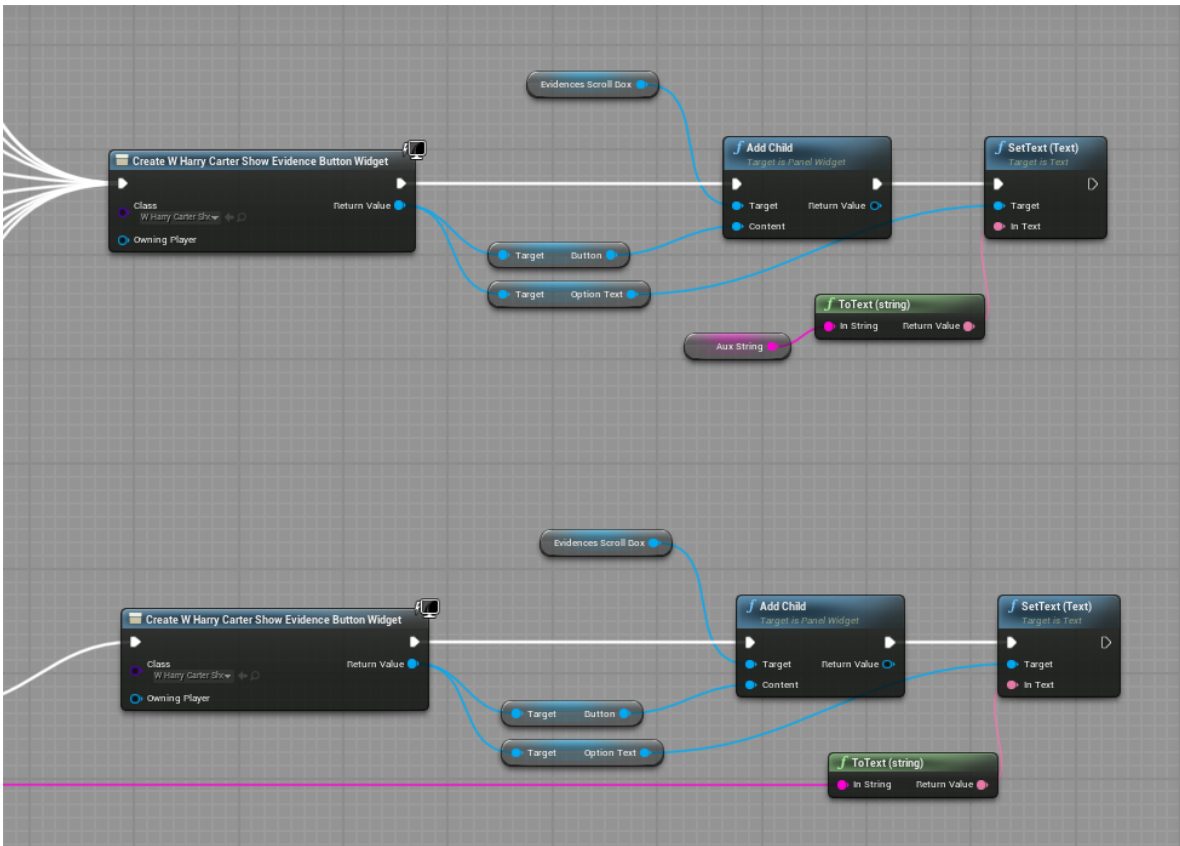 Evidences Scroll Box
Create W Harry Carter Show Evidence Button Widget
Class
W Harry Carter Sho
Return Value
Owning Player
Target Button
Target Option Text
Add Child
Target is Panel Widget
Target Return Value
Content
SetText (Text)
Target is Text
Target
In Text
ToText (string)
In String Return Value
Aux String
Evidences Scroll Box
Create W Harry Carter Show Evidence Button Widget
Class
W Harry Carter Sho
Return Value
Owning Player
Target Button
Target Option Text
Add Child
Target is Panel Widget
Target Return Value
Content
SetText (Text)
Target is Text
Target
In Text
ToText (string)
In String Return Value